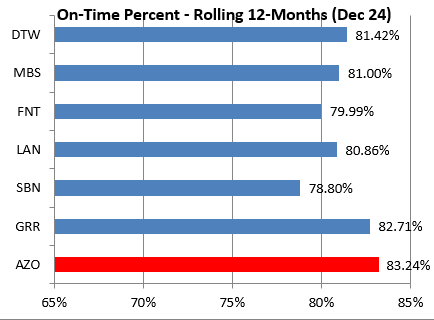 On-Time Percent - Rolling 12-Months (Dec 24)
DTW 81.42%
MBS 81.00%
FNT 79.99%
LAN 80.86%
SBN 78.80%
GRR 82.71%
AZO 83.24%
65% 70% 75% 80% 85%